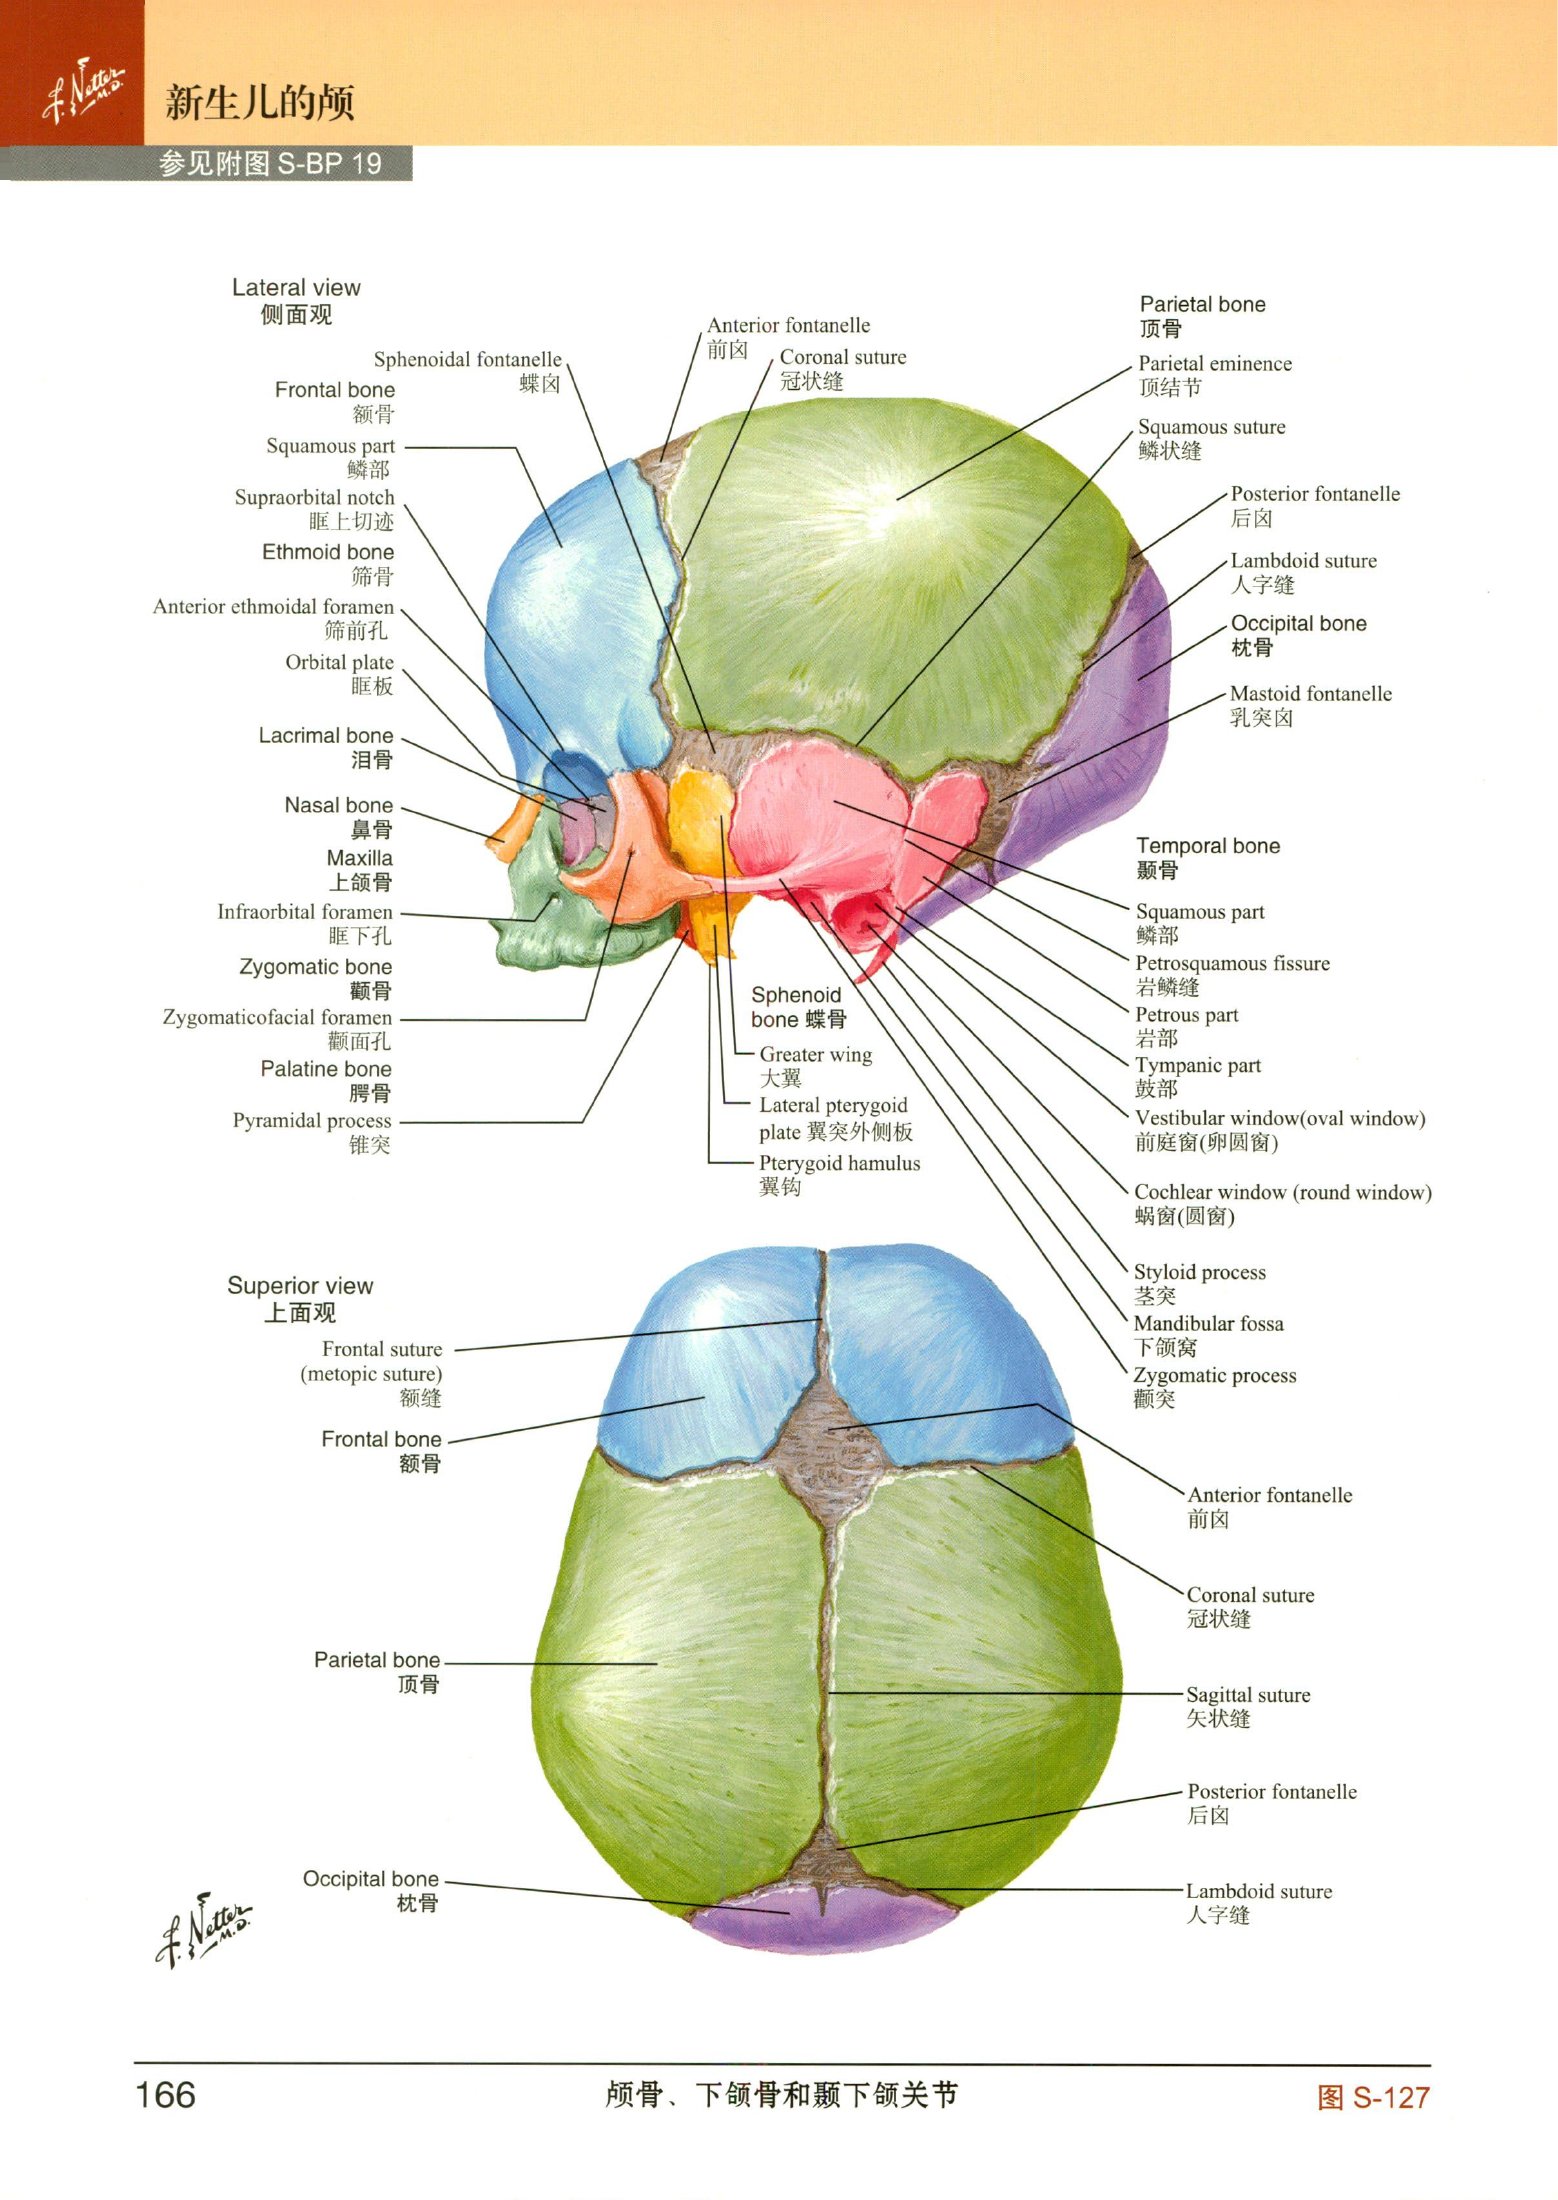 F. Netter M.D.
新生儿的颅
参见附图 S-BP 19
Lateral view
侧面观
Sphenoidal fontanelle
蝶囟
Frontal bone
额骨
Squamous part
鳞部
Supraorbital notch
眶上切迹
Ethmoid bone
筛骨
Anterior ethmoidal foramen
筛前孔
Orbital plate
眶板
Lacrimal bone
泪骨
Nasal bone
鼻骨
Maxilla
上颌骨
Infraorbital foramen
眶下孔
Zygomatic bone
颧骨
Zygomaticofacial foramen
颧面孔
Palatine bone
腭骨
Pyramidal process
锥突
Anterior fontanelle
前囟
Coronal suture
冠状缝
Parietal bone
顶骨
Parietal eminence
顶结节
Squamous suture
鳞状缝
Posterior fontanelle
后囟
Lambdoid suture
人字缝
Occipital bone
枕骨
Mastoid fontanelle
乳突囟
Temporal bone
颞骨
Squamous part
鳞部
Petrosquamous fissure
岩鳞缝
Petrous part
岩部
Tympanic part
鼓部
Vestibular window(oval window)
前庭窗(卵圆窗)
Cochlear window (round window)
蜗窗(圆窗)
Styloid process
茎突
Mandibular fossa
下颌窝
Zygomatic process
颧突
Sphenoid
bone 蝶骨
Greater wing
大翼
Lateral pterygoid
plate 翼突外侧板
Pterygoid hamulus
翼钩
Superior view
上面观
Frontal suture
(metopic suture)
额缝
Frontal bone
额骨
Parietal bone
顶骨
Occipital bone
枕骨
Anterior fontanelle
前囟
Coronal suture
冠状缝
Sagittal suture
矢状缝
Posterior fontanelle
后囟
Lambdoid suture
人字缝
F. Netter M.D.
166
颅骨、下颌骨和颞下颌关节
图 S-127